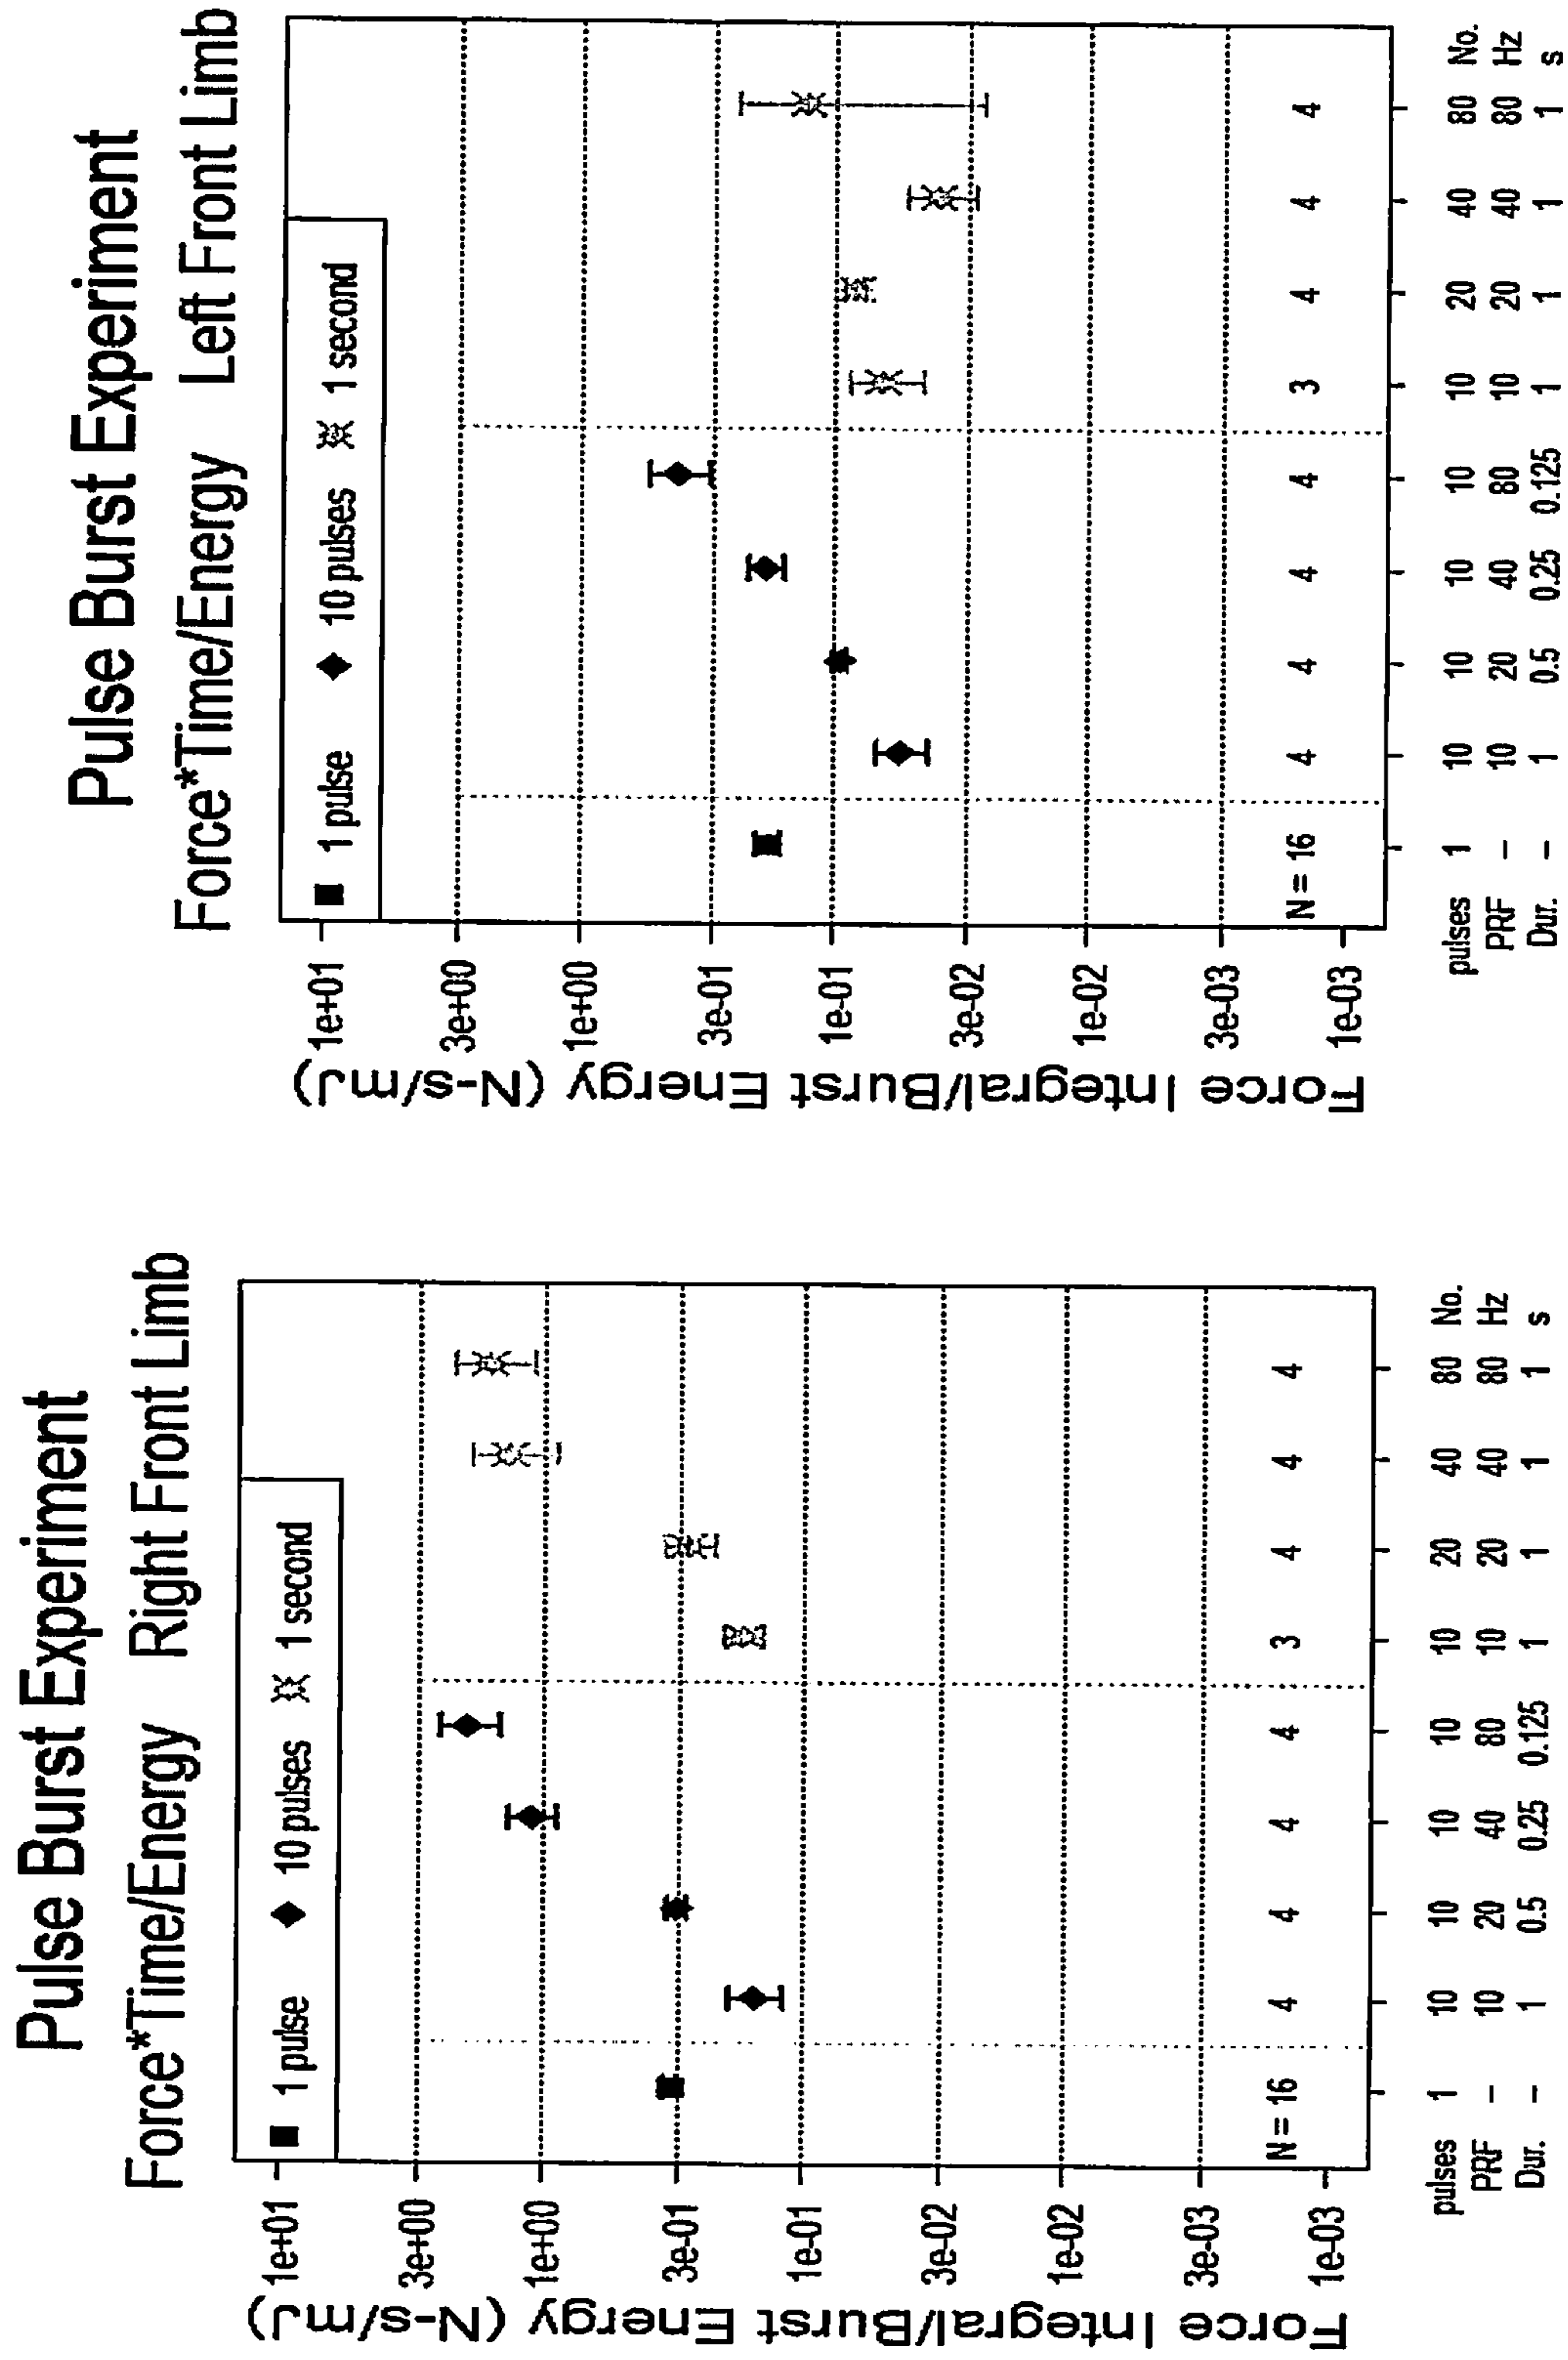 Pulse Burst Experiment
Force*Time/Energy Right Front Limb
1 pulse 10 pulses 1 second
1e+01
3e+00
1e+00
3e-01
1e-01
3e-02
1e-02
3e-03
1e-03
Force Integral/Burst Energy (N-s/mJ)
N = 16 4 4 4 4 3 4 4 4
pulses 1 10 10 10 10 10 20 40 80 No.
PRF – 10 20 40 80 10 20 40 80 Hz
Dur. – 1 0.5 0.25 0.125 1 1 1 1 s
Pulse Burst Experiment
Force*Time/Energy Left Front Limb
1 pulse 10 pulses 1 second
1e+01
3e+00
1e+00
3e-01
1e-01
3e-02
1e-02
3e-03
1e-03
Force Integral/Burst Energy (N-s/mJ)
N = 16 4 4 4 4 3 4 4 4
pulses 1 10 10 10 10 10 20 40 80 No.
PRF – 10 20 40 80 10 20 40 80 Hz
Dur. – 1 0.5 0.25 0.125 1 1 1 1 s